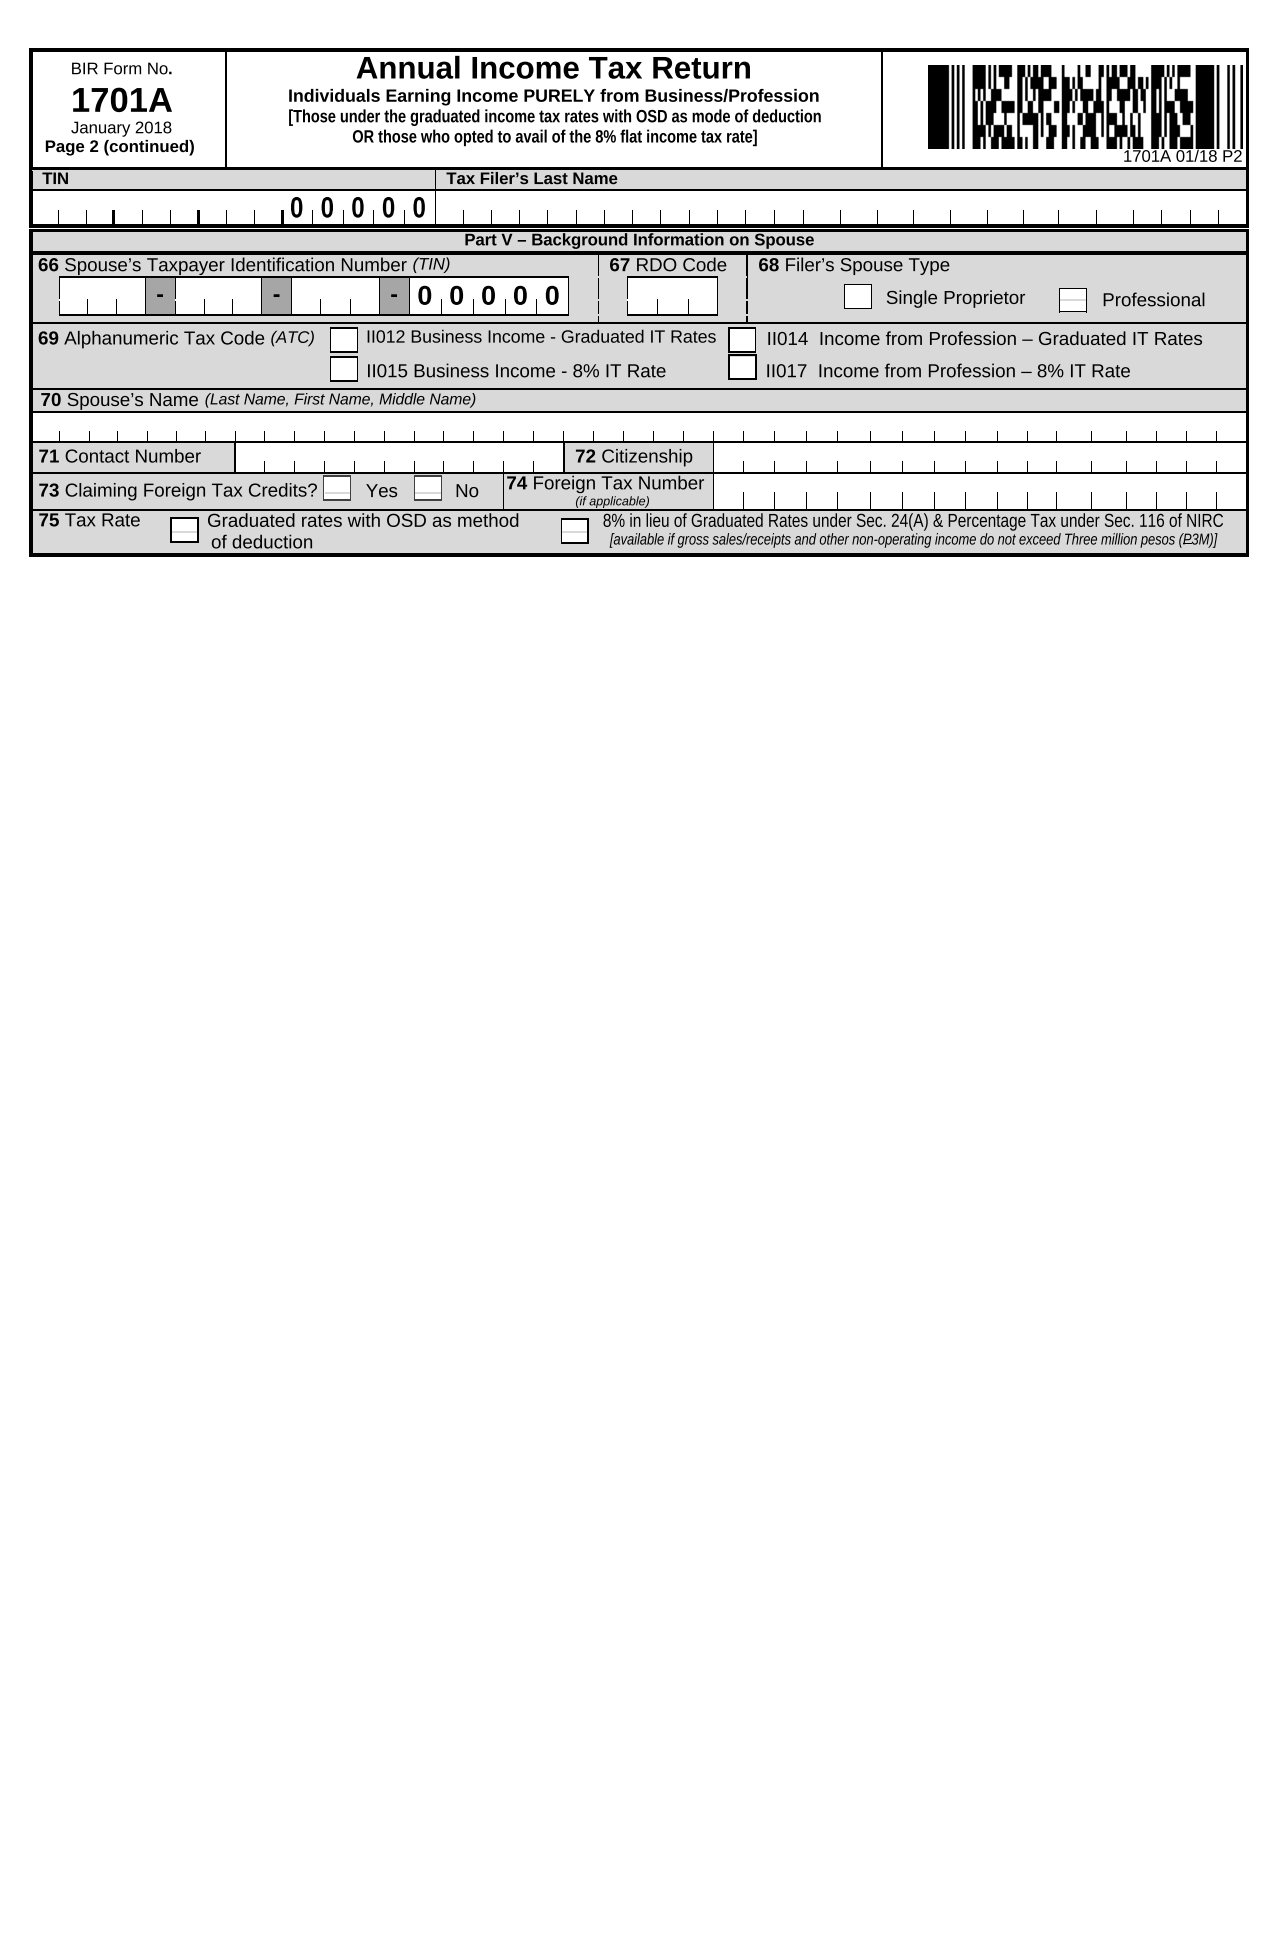 BIR Form No.
1701A
January 2018
Page 2 (continued)
Annual Income Tax Return
Individuals Earning Income PURELY from Business/Profession
[Those under the graduated income tax rates with OSD as mode of deduction
OR those who opted to avail of the 8% flat income tax rate]
1701A 01/18 P2
TIN
Tax Filer’s Last Name
0 0 0 0 0
Part V – Background Information on Spouse
66 Spouse’s Taxpayer Identification Number (TIN)
67 RDO Code
68 Filer’s Spouse Type
- - - 0 0 0 0 0
Single Proprietor
Professional
69 Alphanumeric Tax Code (ATC)
II012 Business Income - Graduated IT Rates
II014 Income from Profession – Graduated IT Rates
II015 Business Income - 8% IT Rate
II017 Income from Profession – 8% IT Rate
70 Spouse’s Name (Last Name, First Name, Middle Name)
71 Contact Number
72 Citizenship
73 Claiming Foreign Tax Credits?
Yes
No
74 Foreign Tax Number
(if applicable)
75 Tax Rate
Graduated rates with OSD as method
of deduction
8% in lieu of Graduated Rates under Sec. 24(A) & Percentage Tax under Sec. 116 of NIRC
[available if gross sales/receipts and other non-operating income do not exceed Three million pesos (P3M)]